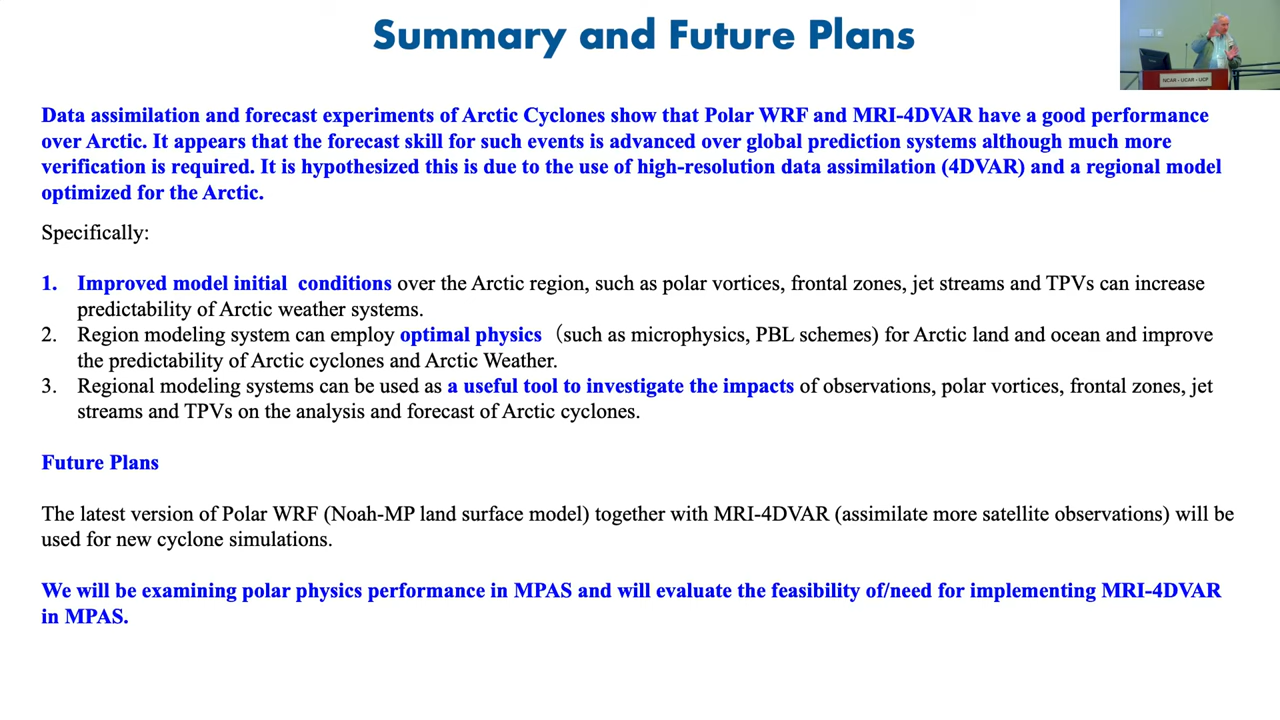 Summary and Future Plans
NCAR - UCAR - UCP
Data assimilation and forecast experiments of Arctic Cyclones show that Polar WRF and MRI-4DVAR have a good performance
over Arctic. It appears that the forecast skill for such events is advanced over global prediction systems although much more
verification is required. It is hypothesized this is due to the use of high-resolution data assimilation (4DVAR) and a regional model
optimized for the Arctic.
Specifically:
1. Improved model initial  conditions over the Arctic region, such as polar vortices, frontal zones, jet streams and TPVs can increase
predictability of Arctic weather systems.
2. Region modeling system can employ optimal physics （such as microphysics, PBL schemes) for Arctic land and ocean and improve
the predictability of Arctic cyclones and Arctic Weather.
3. Regional modeling systems can be used as a useful tool to investigate the impacts of observations, polar vortices, frontal zones, jet
streams and TPVs on the analysis and forecast of Arctic cyclones.
Future Plans
The latest version of Polar WRF (Noah-MP land surface model) together with MRI-4DVAR (assimilate more satellite observations) will be
used for new cyclone simulations.
We will be examining polar physics performance in MPAS and will evaluate the feasibility of/need for implementing MRI-4DVAR
in MPAS.